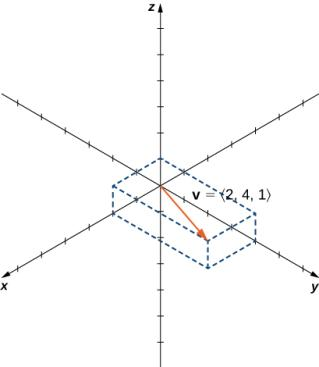 z
v = ⟨2, 4, 1⟩
x
y